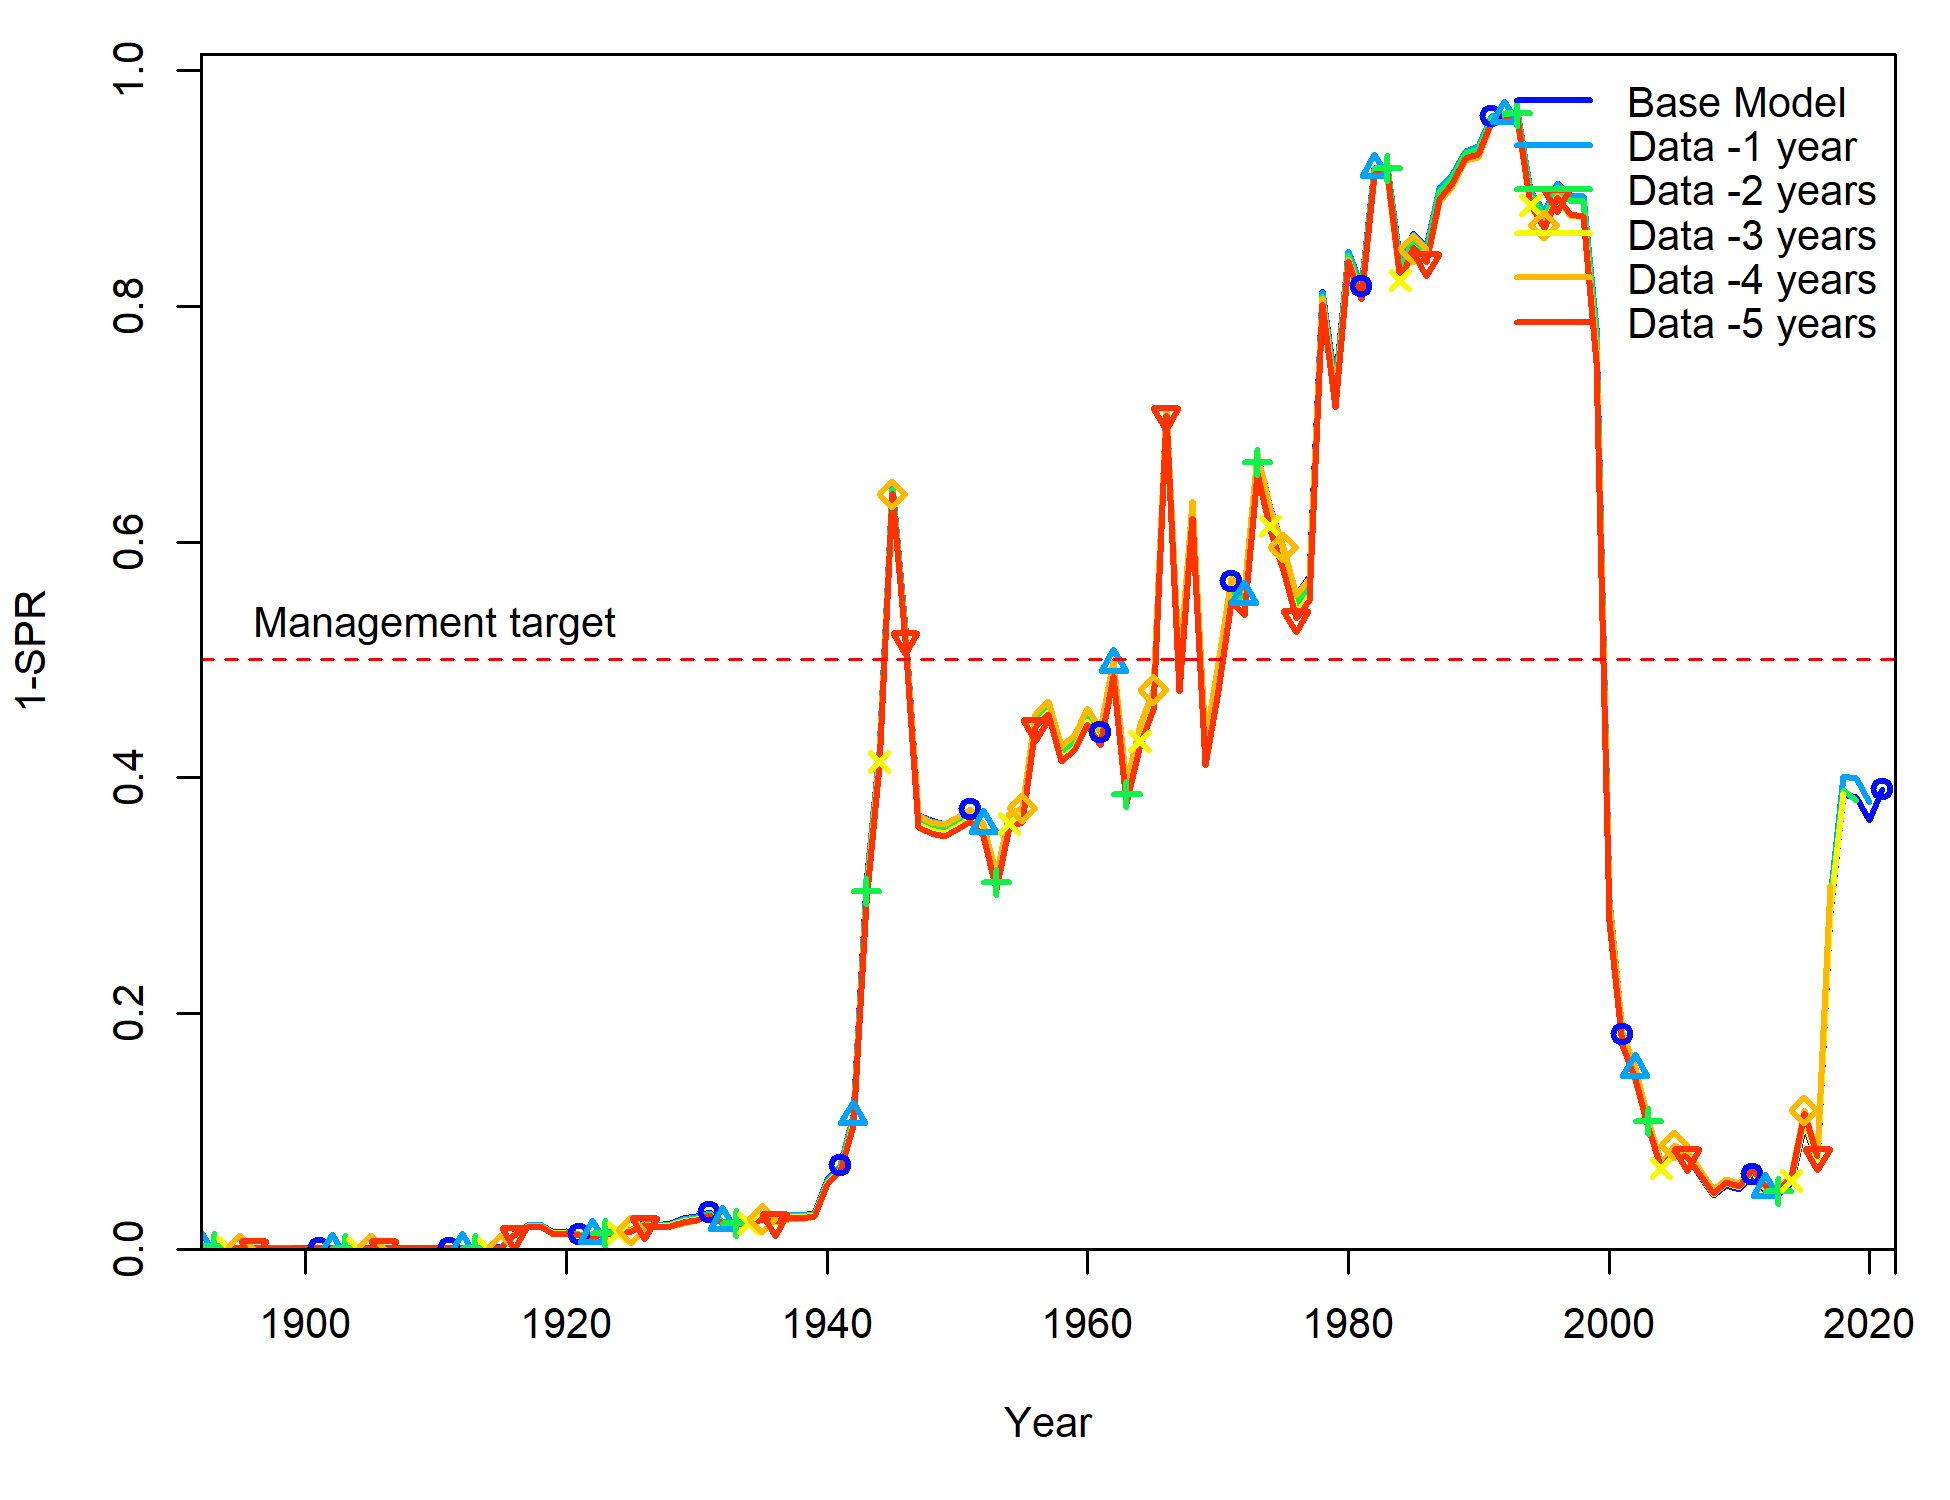 1.0
0.8
0.6
0.4
0.2
0.0
1-SPR
Base Model
Data -1 year
Data -2 years
Data -3 years
Data -4 years
Data -5 years
Management target
1900 1920 1940 1960 1980 2000 2020
Year